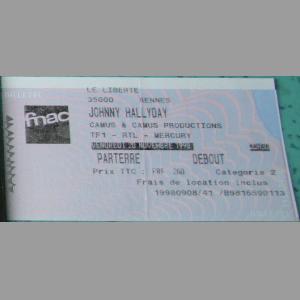 LE LIBERTE
35000 RENNES
fnac
JOHNNY HALLYDAY
CAMUS & CAMUS PRODUCTIONS
TF1 - RTL - MERCURY
VENDREDI 20 NOVEMBRE 1998
PARTERRE DEBOUT
Prix TTC : FRF 260 Categorie 2
Frais de location inclus
19980908/41 /B9816590113